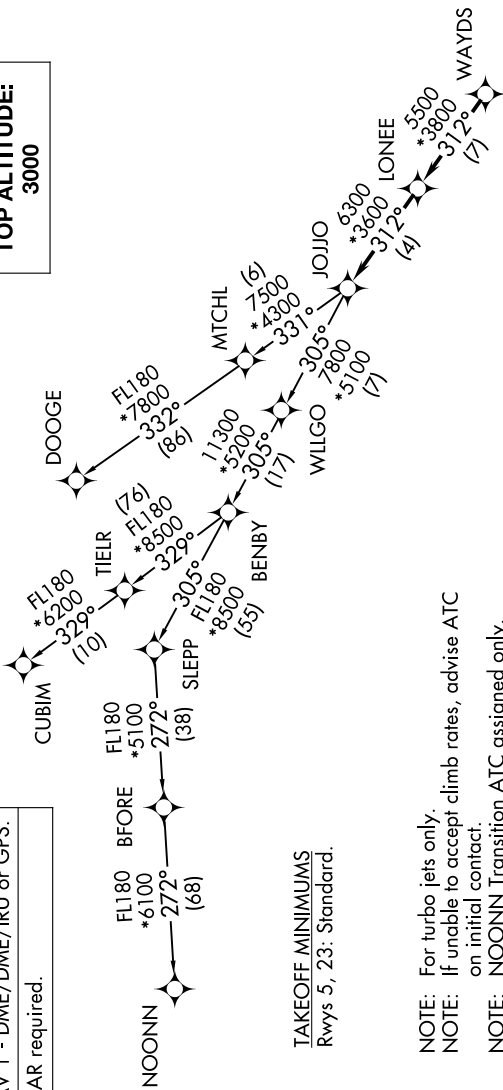 TOP ALTITUDE:
3000
DME/DME/IRU or GPS.
required.
WAYDS
5500
*3800
312°
(7)
LONEE
6300
*3600
312°
(4)
JOJJO
(6)
7500
*4300
331°
MTCHL
FL180
*7800
332°
(86)
DOOGE
305°
7800
*5100
(7)
WLLGO
11300
*5200
305°
(17)
BENBY
(76)
FL180
*8500
329°
TIELR
FL180
*6200
329°
(10)
CUBIM
305°
FL180
*8500
(55)
SLEPP
FL180
*5100
272°
(38)
BFORE
FL180
*6100
272°
(68)
NOONN
TAKEOFF MINIMUMS
Rwys 5, 23: Standard.
NOTE: For turbo jets only.
NOTE: If unable to accept climb rates, advise ATC
on initial contact.
NOTE: NOONN Transition ATC assigned only.